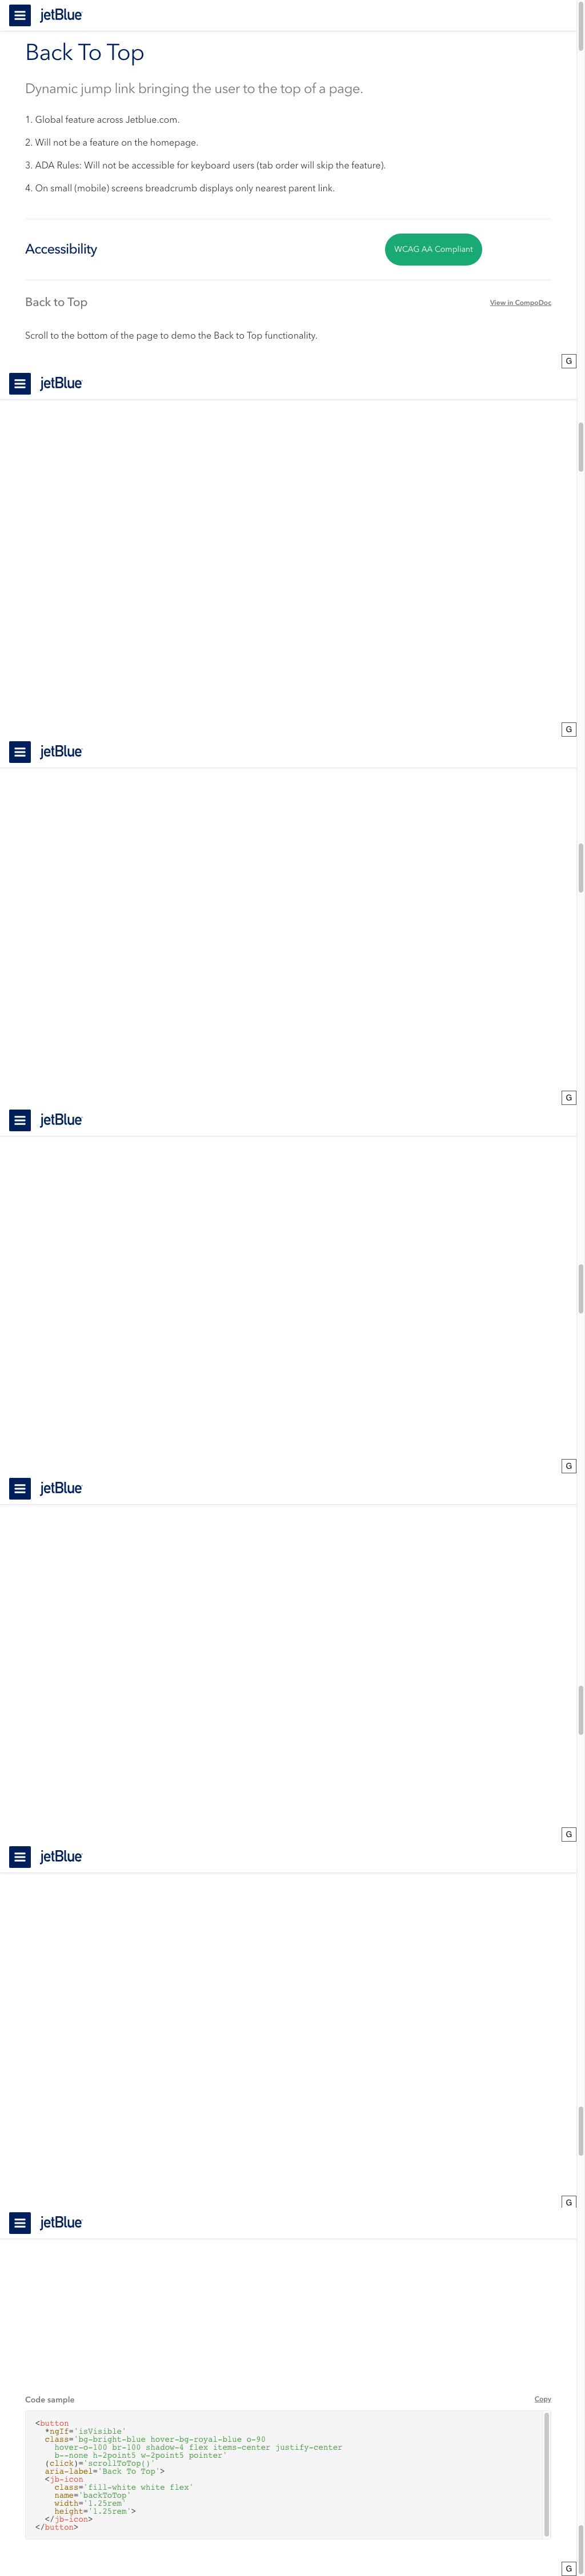 jetBlue
Back To Top
Dynamic jump link bringing the user to the top of a page.
1. Global feature across Jetblue.com.
2. Will not be a feature on the homepage.
3. ADA Rules: Will not be accessible for keyboard users (tab order will skip the feature).
4. On small (mobile) screens breadcrumb displays only nearest parent link.
Accessibility
WCAG AA Compliant
Back to Top
View in CompoDoc
Scroll to the bottom of the page to demo the Back to Top functionality.
G
jetBlue
G
jetBlue
G
jetBlue
G
jetBlue
G
jetBlue
G
jetBlue
Code sample
Copy
<button
*ngIf='isVisible'
class='bg-bright-blue hover-bg-royal-blue o-90
hover-o-100 br-100 shadow-4 flex items-center justify-center
b--none h-2point5 w-2point5 pointer'
(click)='scrollToTop()'
aria-label='Back To Top'>
<jb-icon
class='fill-white white flex'
name='backToTop'
width='1.25rem'
height='1.25rem'>
</jb-icon>
</button>
G